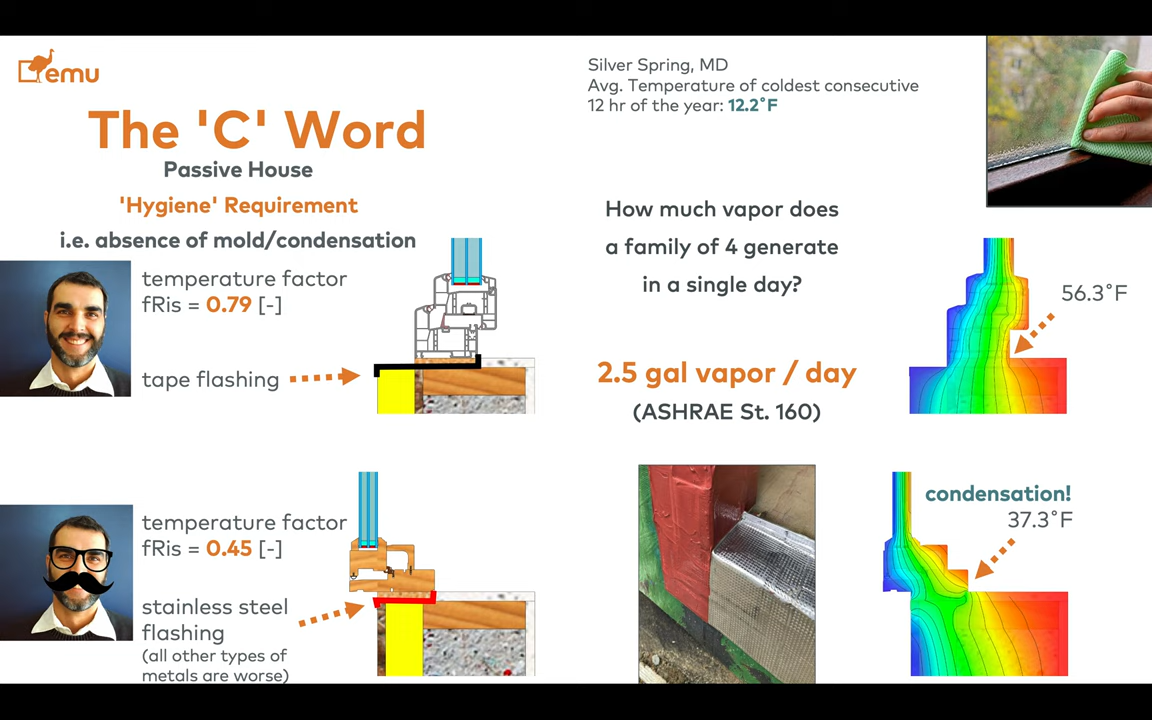 emu
The 'C' Word
Passive House
'Hygiene' Requirement
i.e. absence of mold/condensation
temperature factor
fRis = 0.79 [-]
tape flashing
temperature factor
fRis = 0.45 [-]
stainless steel
flashing
(all other types of
metals are worse)
Silver Spring, MD
Avg. Temperature of coldest consecutive
12 hr of the year: 12.2°F
How much vapor does
a family of 4 generate
in a single day?
2.5 gal vapor / day
(ASHRAE St. 160)
56.3°F
condensation!
37.3°F